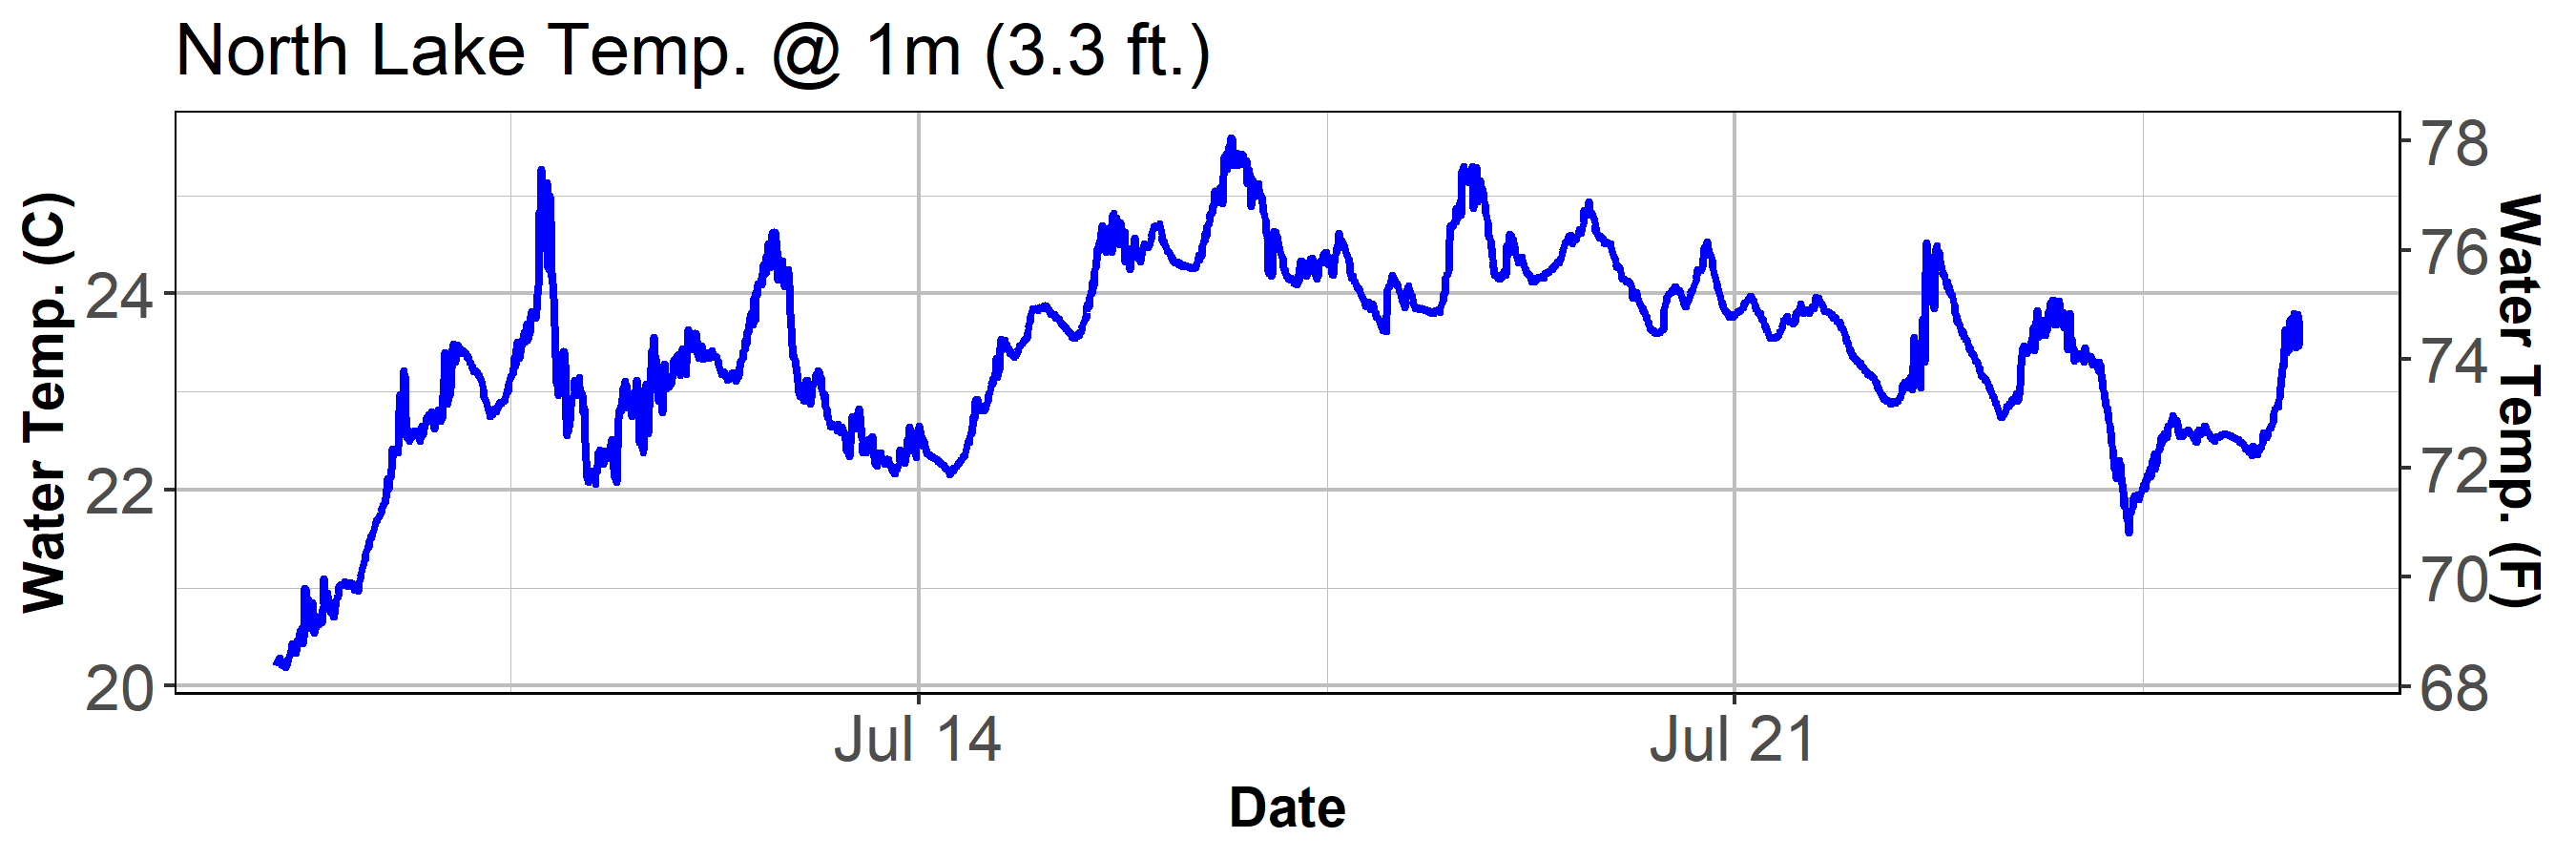 North Lake Temp. @ 1m (3.3 ft.)
Water Temp. (C)
24
22
20
78
76
74
72
70
68
Water Temp. (F)
Jul 14
Jul 21
Date